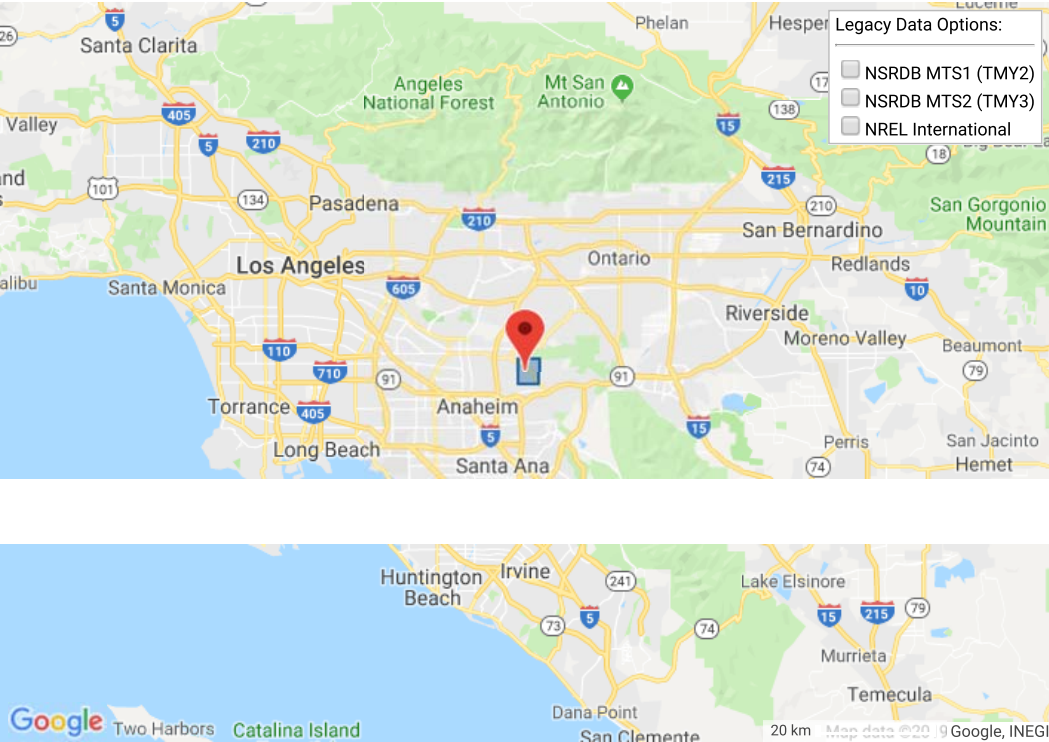 Lucerne
5
Phelan
Hesper
Legacy Data Options:
26
Santa Clarita
NSRDB MTS1 (TMY2)
Angeles
National Forest
Mt San
Antonio
17
NSRDB MTS2 (TMY3)
138
405
Valley
15
NREL International
5
210
18
215
101
134
Pasadena
210
210
San Gorgonio
Mountain
San Bernardino
Los Angeles
Ontario
Redlands
alibu
Santa Monica
605
10
Riverside
Moreno Valley
110
Beaumont
710
91
91
79
Torrance
405
Anaheim
15
5
Long Beach
Perris
San Jacinto
Santa Ana
74
Hemet
Huntington
Beach
Irvine
241
Lake Elsinore
5
15
215
79
73
74
Murrieta
Temecula
Dana Point
Google
Two Harbors
Catalina Island
San Clemente
20 km
Google, INEGI